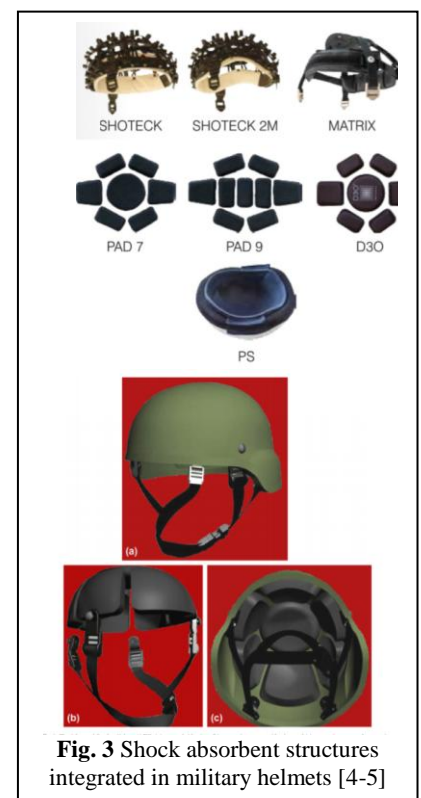 SHOTECK SHOTECK 2M MATRIX
PAD 7 PAD 9 D3O
D3O
PS
(a)
(b) (c)
Fig. 3 Shock absorbent structures
integrated in military helmets [4-5]